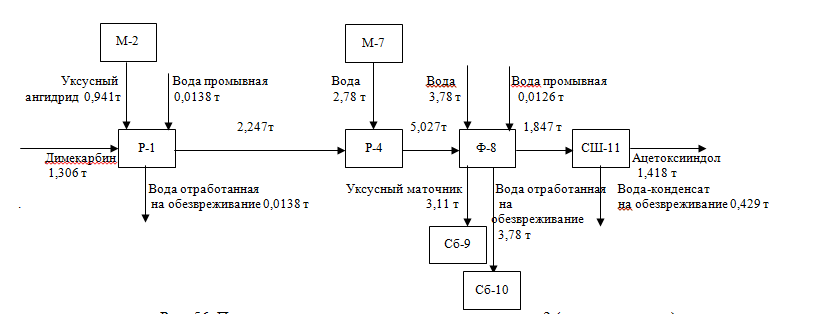 М-2
М-7
Уксусный
ангидрид 0,941т
Вода промывная
0,0138 т
Вода
2,78 т
Вода
3,78 т
Вода промывная
0,0126 т
2,247т
5,027т
1,847 т
Р-1
Р-4
Ф-8
СШ-11
Димекарбин
1,306 т
Ацетоксииндол
1,418 т
Вода отработанная
на обезвреживание 0,0138 т
Уксусный маточник
3,11 т
Вода отработанная
на
обезвреживание
3,78 т
Вода-конденсат
на обезвреживание 0,429 т
Сб-9
Сб-10